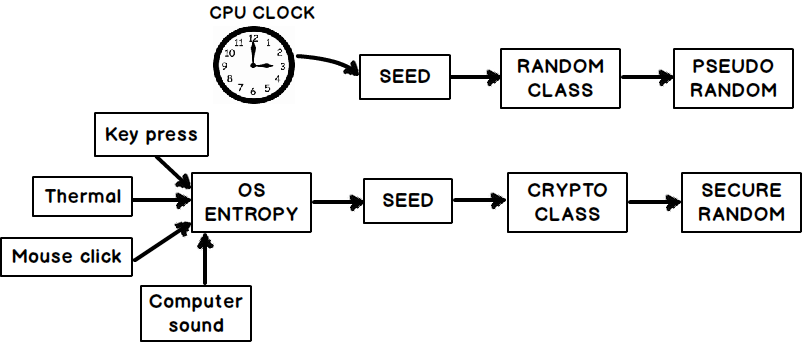 CPU CLOCK
12
1
2
3
4
5
6
7
8
9
10
11
SEED
RANDOM
CLASS
PSEUDO
RANDOM
Key press
Thermal
OS
ENTROPY
SEED
CRYPTO
CLASS
SECURE
RANDOM
Mouse click
Computer
sound